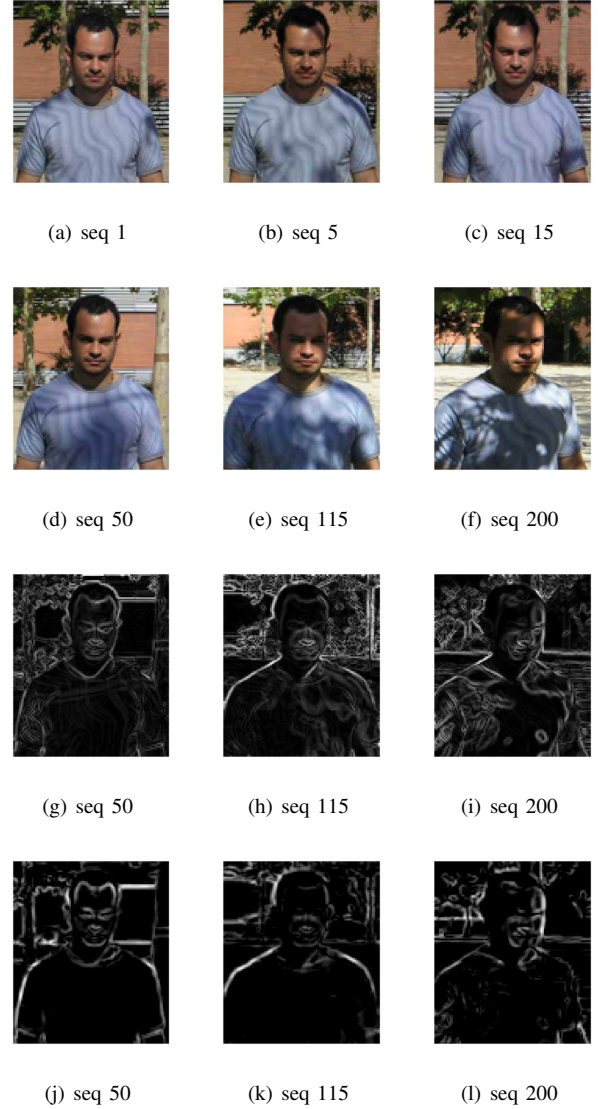 (a) seq 1
(b) seq 5
(c) seq 15
(d) seq 50
(e) seq 115
(f) seq 200
(g) seq 50
(h) seq 115
(i) seq 200
(j) seq 50
(k) seq 115
(l) seq 200